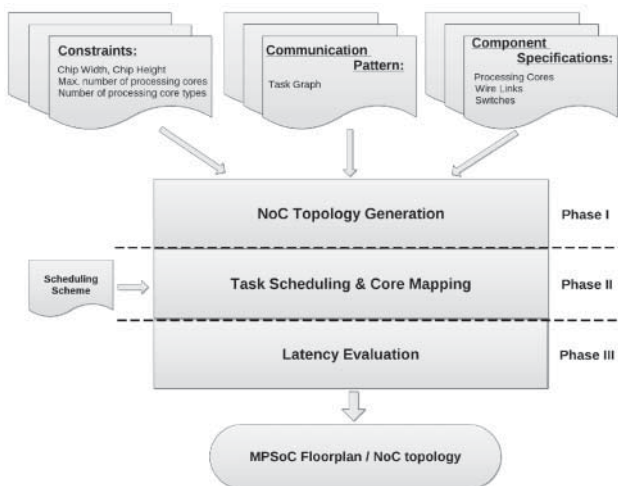 Constraints:
Chip Width, Chip Height
Max. number of processing cores
Number of processing core types
Communication
Pattern:
Task Graph
Component
Specifications:
Processing Cores
Wire Links
Switches
NoC Topology Generation
Phase I
Scheduling
Scheme
Task Scheduling & Core Mapping
Phase II
Latency Evaluation
Phase III
MPSoC Floorplan / NoC topology